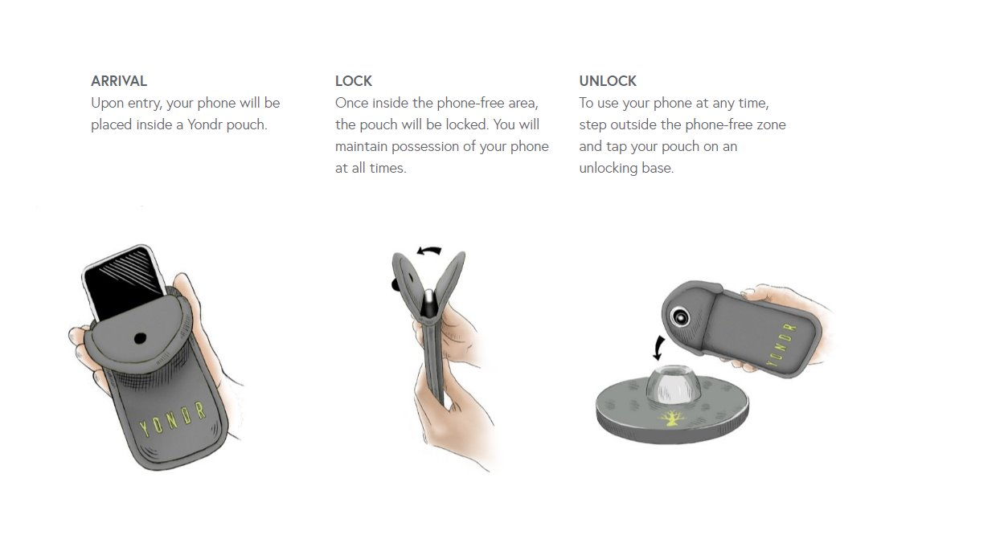 ARRIVAL
Upon entry, your phone will be
placed inside a Yondr pouch.
LOCK
Once inside the phone-free area,
the pouch will be locked. You will
maintain possession of your phone
at all times.
UNLOCK
To use your phone at any time,
step outside the phone-free zone
and tap your pouch on an
unlocking base.
YONDR
YONDR